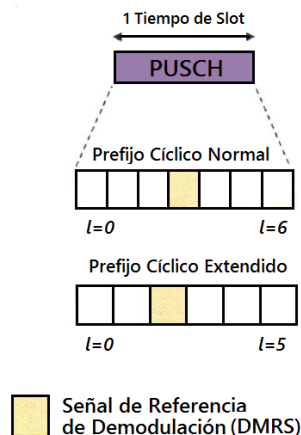 1 Tiempo de Slot
PUSCH
Prefijo Cíclico Normal
l=0 l=6
Prefijo Cíclico Extendido
l=0 l=5
Señal de Referencia
de Demodulación (DMRS)